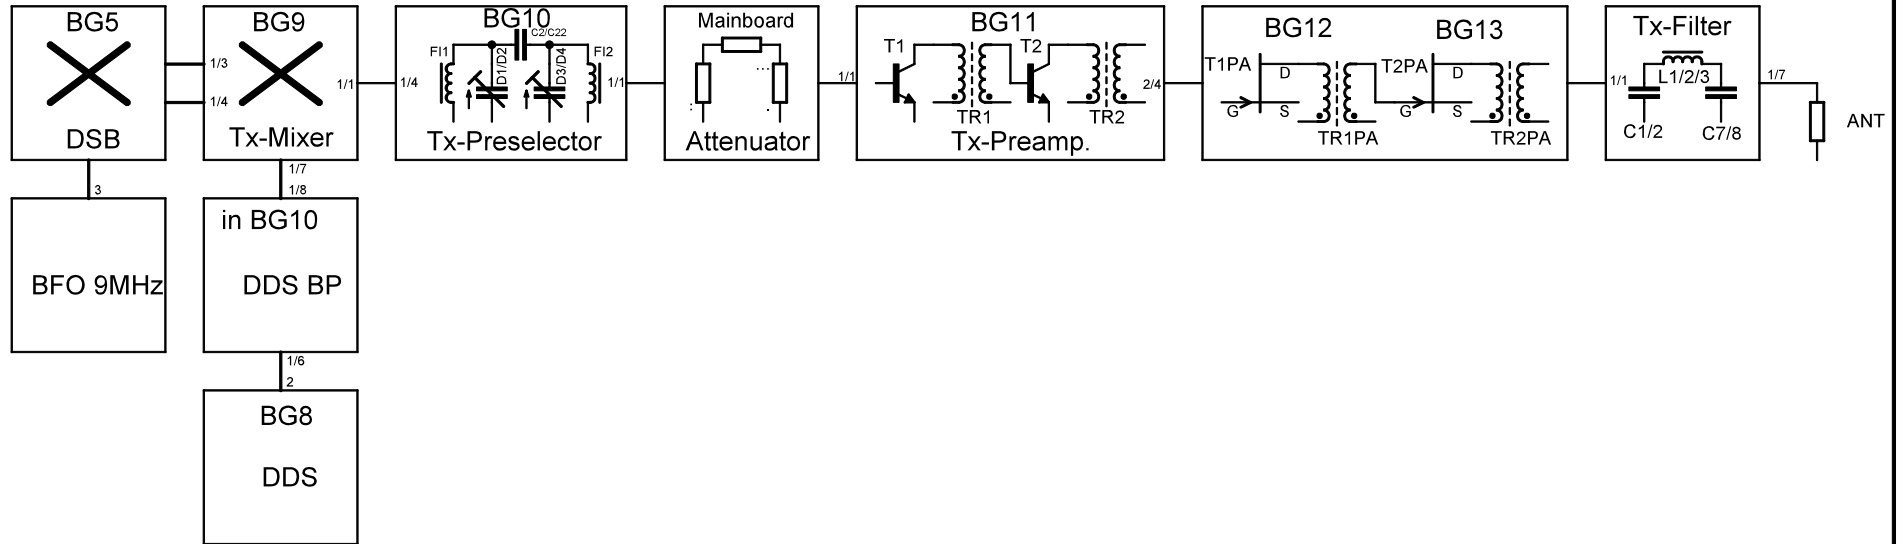 BG5
DSB
1/3
1/4
BG9
Tx-Mixer
1/1
1/4
BG10
C2/C22
FI1
D1/D2
D3/D4
FI2
1/1
Tx-Preselector
Mainboard
...
:
.
Attenuator
1/1
BG11
T1
T2
TR1
TR2
2/4
Tx-Preamp.
BG12
T1PA
D
G
S
TR1PA
BG13
T2PA
D
G
S
TR2PA
1/1
Tx-Filter
L1/2/3
C1/2
C7/8
1/7
ANT
3
BFO 9MHz
1/7
1/8
in BG10
DDS BP
1/6
2
BG8
DDS